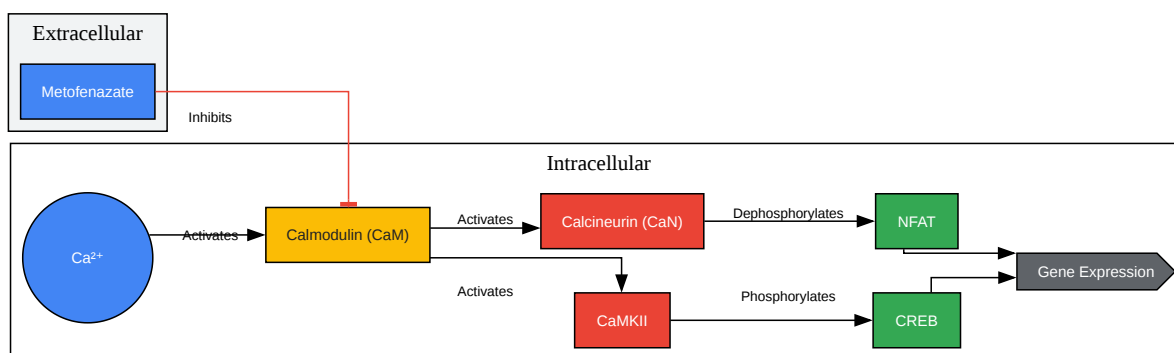 Extracellular
Metofenazate
Inhibits
Intracellular
Ca²⁺
Activates
Calmodulin (CaM)
Activates
Calcineurin (CaN)
Dephosphorylates
NFAT
Gene Expression
Activates
CaMKII
Phosphorylates
CREB